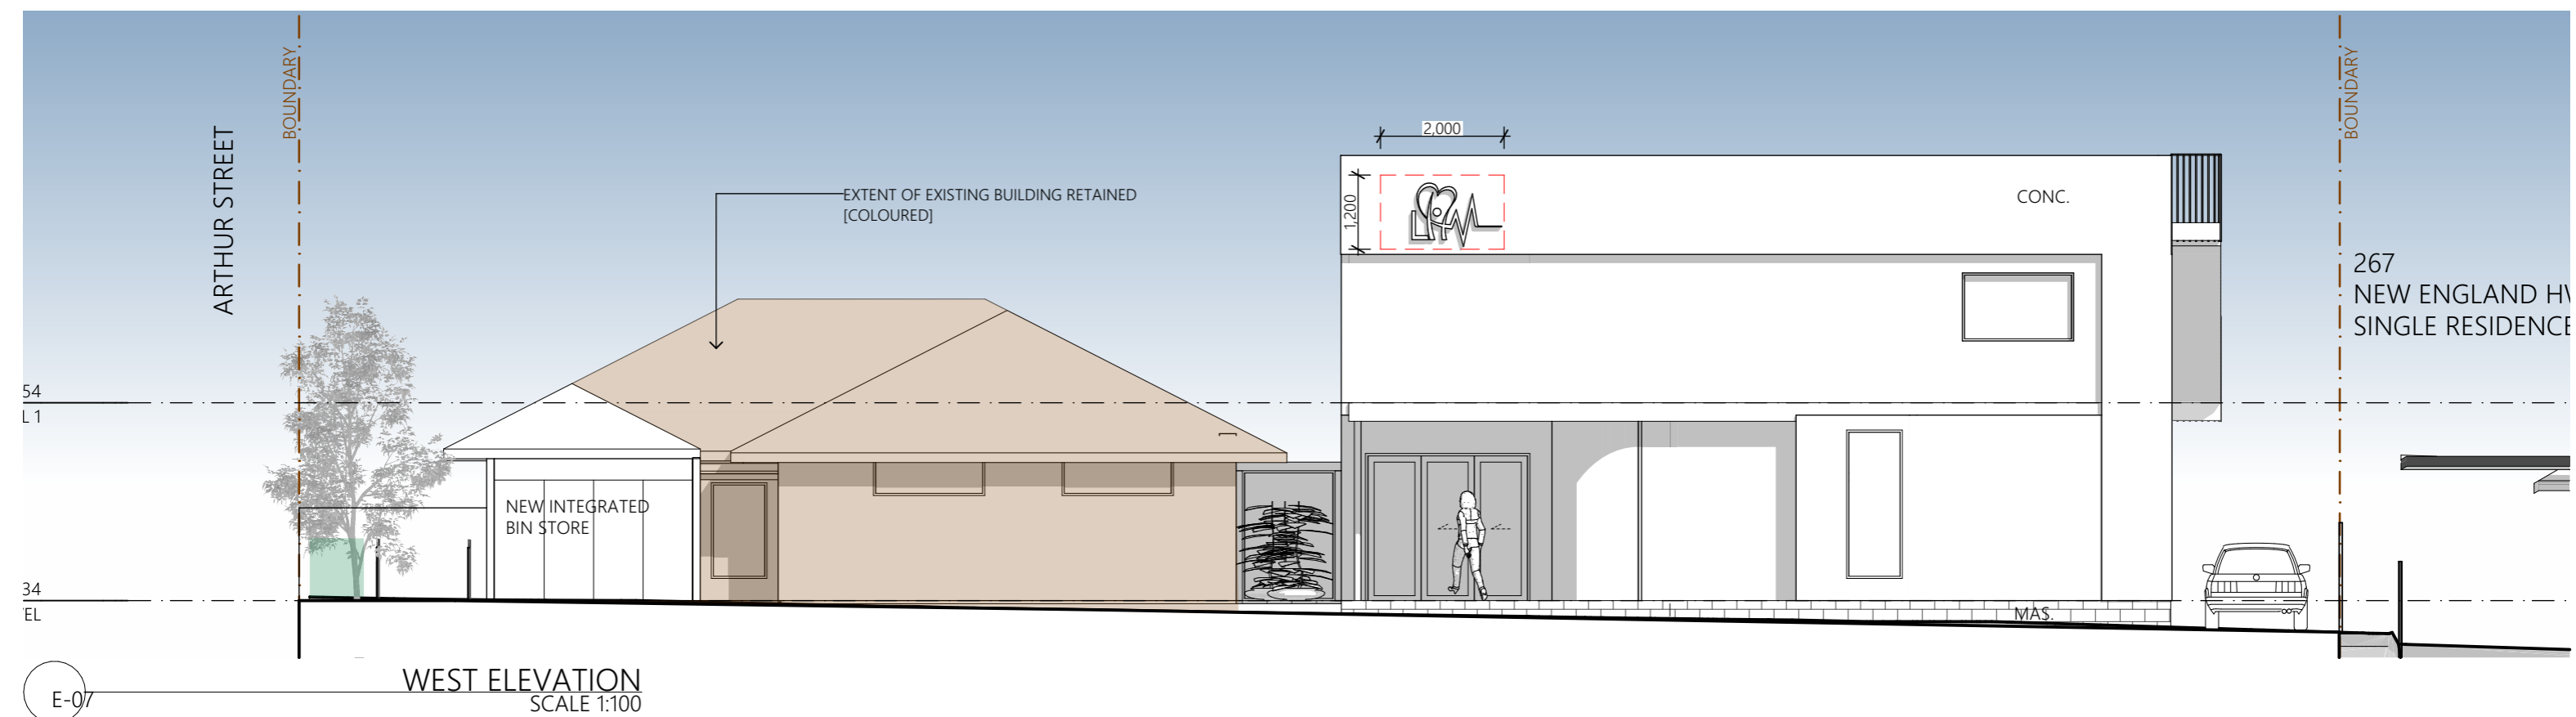 BOUNDARY
ARTHUR STREET
EXTENT OF EXISTING BUILDING RETAINED
[COLOURED]
2,000
1,200
CONC.
BOUNDARY
267
NEW ENGLAND HW
SINGLE RESIDENCE
54
L 1
NEW INTEGRATED
BIN STORE
34
EL
MAS.
WEST ELEVATION
SCALE 1:100
E-07